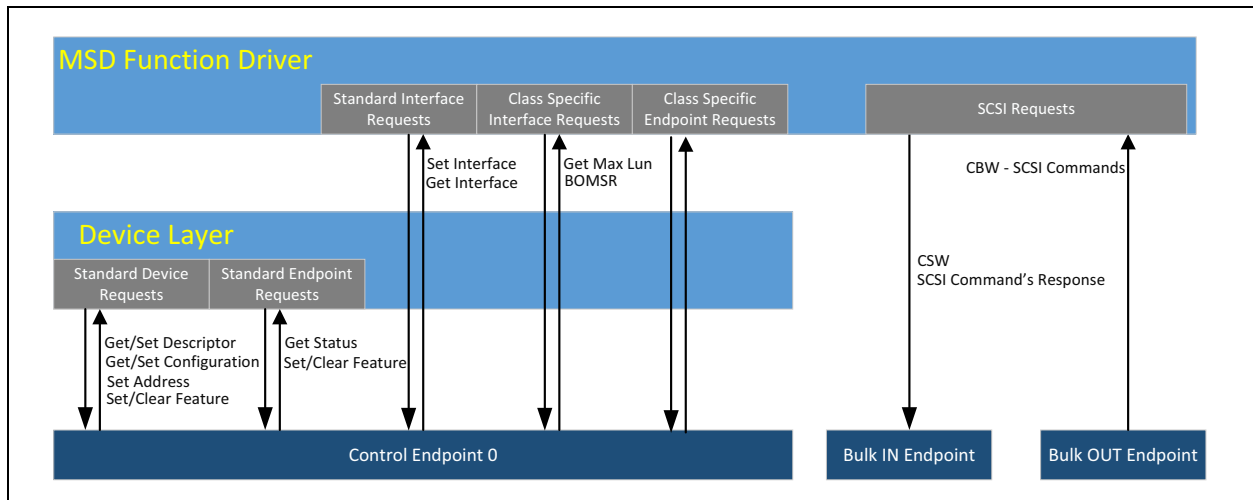 MSD Function Driver
Standard Interface
Requests
Class Specific
Interface Requests
Class Specific
Endpoint Requests
SCSI Requests
Set Interface
Get Interface
Get Max Lun
BOMSR
CBW - SCSI Commands
Device Layer
Standard Device
Requests
Standard Endpoint
Requests
CSW
SCSI Command’s Response
Get/Set Descriptor
Get/Set Configuration
Set Address
Set/Clear Feature
Get Status
Set/Clear Feature
Control Endpoint 0
Bulk IN Endpoint
Bulk OUT Endpoint